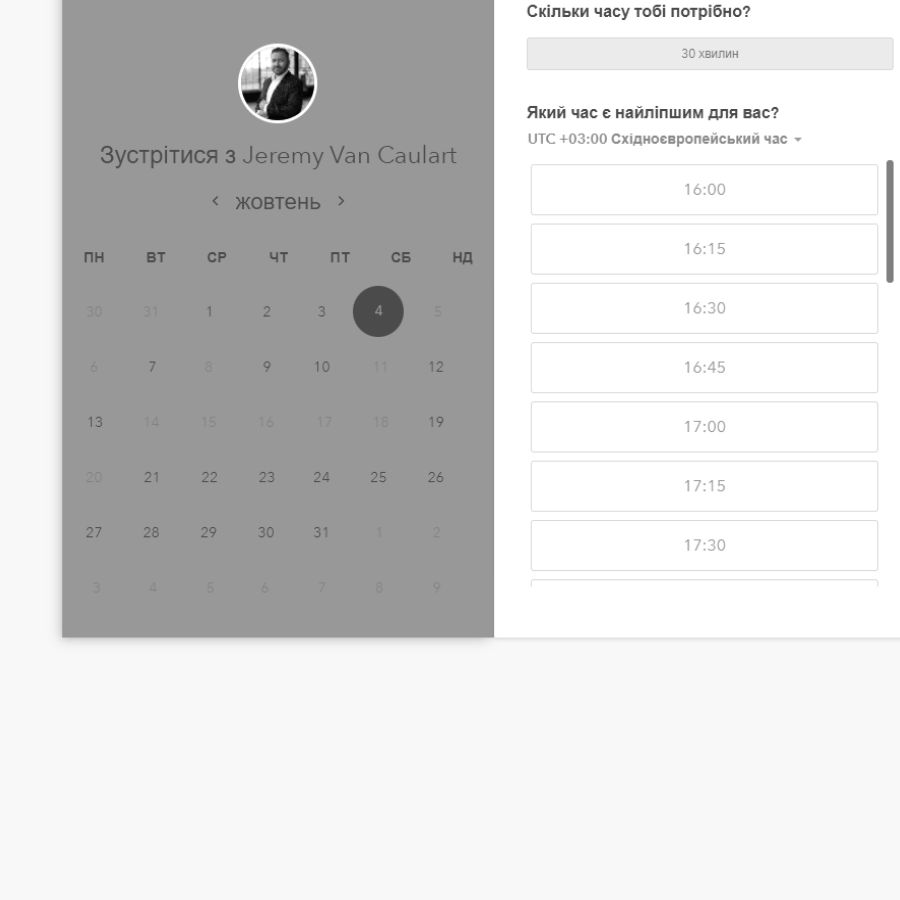 Зустрітися з Jeremy Van Caulart
жовтень
ПН ВТ СР ЧТ ПТ СБ НД
30 31 1 2 3 4 5
6 7 8 9 10 11 12
13 14 15 16 17 18 19
20 21 22 23 24 25 26
27 28 29 30 31 1 2
3 4 5 6 7 8 9
Скільки часу тобі потрібно?
30 хвилин
Який час є найліпшим для вас?
UTC +03:00 Східноєвропейський час
16:00
16:15
16:30
16:45
17:00
17:15
17:30